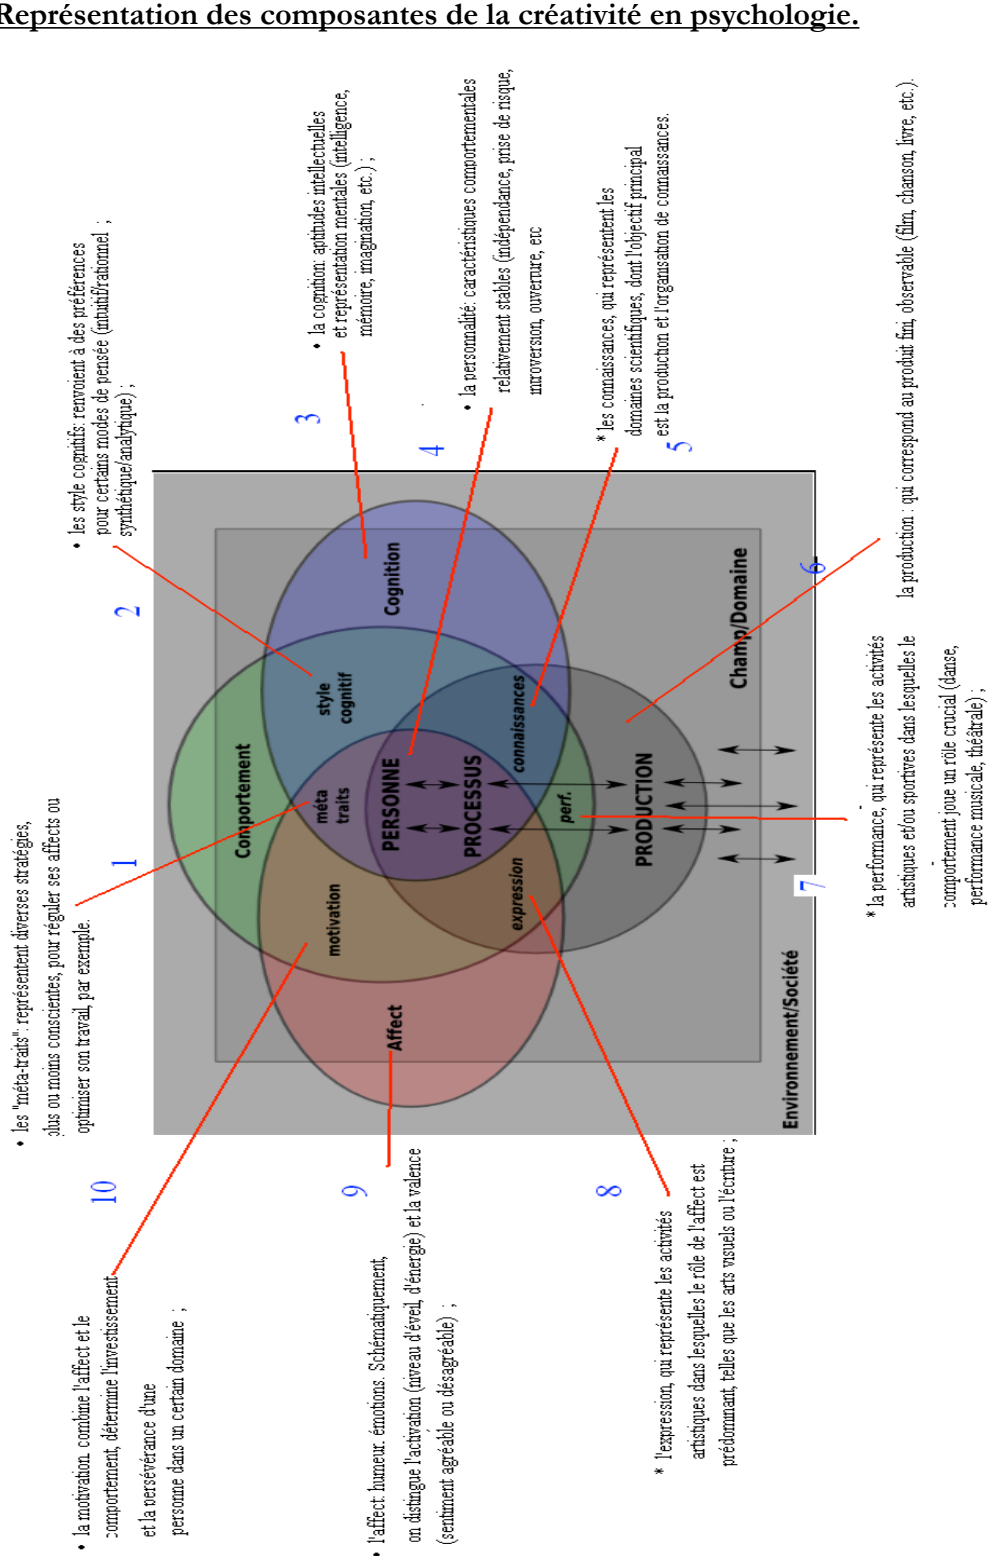 Représentation des composantes de la créativité en psychologie.
• les "méta-traits": représentent diverses stratégies,
plus ou moins conscientes, pour réguler ses affects ou
optimiser son travail, par exemple.
1
• les style cognitifs: renvoient à des préférences
pour certains modes de pensée (intuitif/rationnel ;
synthétique/analytique) ;
2
• la cognition: aptitudes intellectuelles
et représentation mentales (intelligence,
mémoire, imagination, etc.) ;
3
• la personnalité: caractéristiques comportementales
relativement stables (indépendance, prise de risque,
introversion, ouverture, etc
4
* les connaissances, qui représentent les
domaines scientifiques, dont l'objectif principal
est la production et l'organisation de connaissances.
5
la production : qui correspond au produit fini, observable (film, chanson, livre, etc.).
6
* la performance, qui représente les activités
artistiques et/ou sportives dans lesquelles le
comportement joue un rôle crucial (danse,
performance musicale, théâtrale) ;
7
* l'expression, qui représente les activités
artistiques dans lesquelles le rôle de l'affect est
prédominant, telles que les arts visuels ou l'écriture ;
8
• l'affect: humeur, émotions. Schématiquement,
on distingue l'activation (niveau d'éveil, d'énergie) et la valence
(sentiment agréable ou désagréable) ;
9
• la motivation: combine l'affect et le
comportement, détermine l'investissement
et la persévérance d'une
personne dans un certain domaine ;
10
Comportement
motivation
méta
traits
style
cognitif
Affect
PERSONNE
Cognition
PROCESSUS
expression
perf.
connaissances
PRODUCTION
Champ/Domaine
Environnement/Société